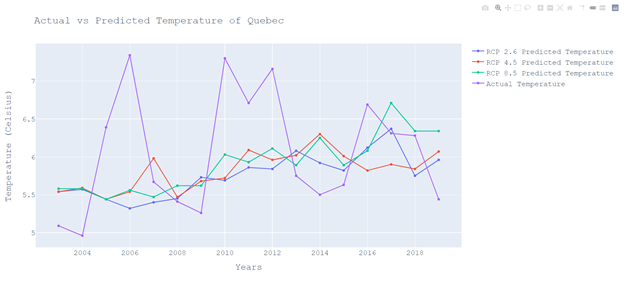 Actual vs Predicted Temperature of Quebec
RCP 2.6 Predicted Temperature
RCP 4.5 Predicted Temperature
RCP 8.5 Predicted Temperature
Actual Temperature
Temperature (Celsius)
7
6.5
6
5.5
5
2004 2006 2008 2010 2012 2014 2016 2018
Years